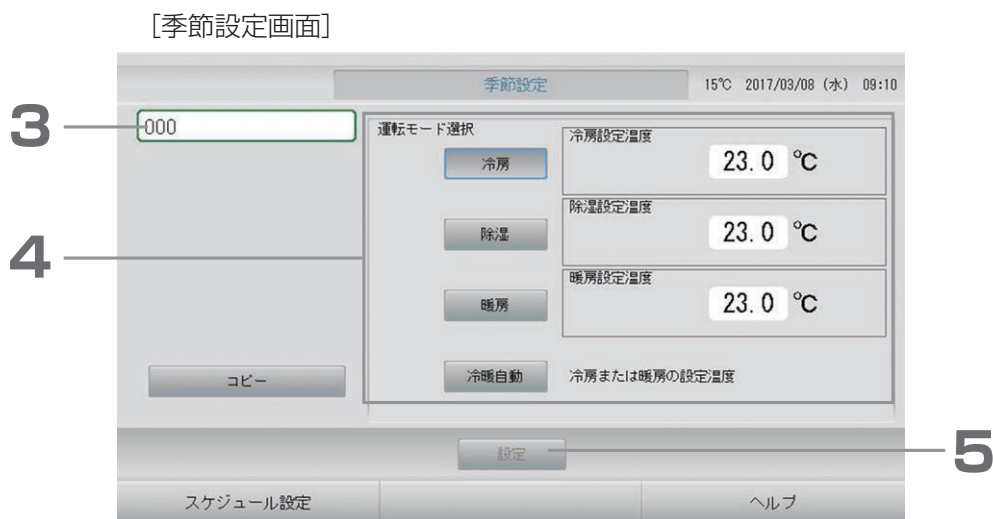 ［季節設定画面］
季節設定
15℃ 2017/03/08 (水) 09:10
3
000
運転モード選択
冷房
冷房設定温度
23.0 ℃
除湿
除湿設定温度
23.0 ℃
4
暖房
暖房設定温度
23.0 ℃
コピー
冷暖自動
冷房または暖房の設定温度
設定
5
スケジュール設定
ヘルプ